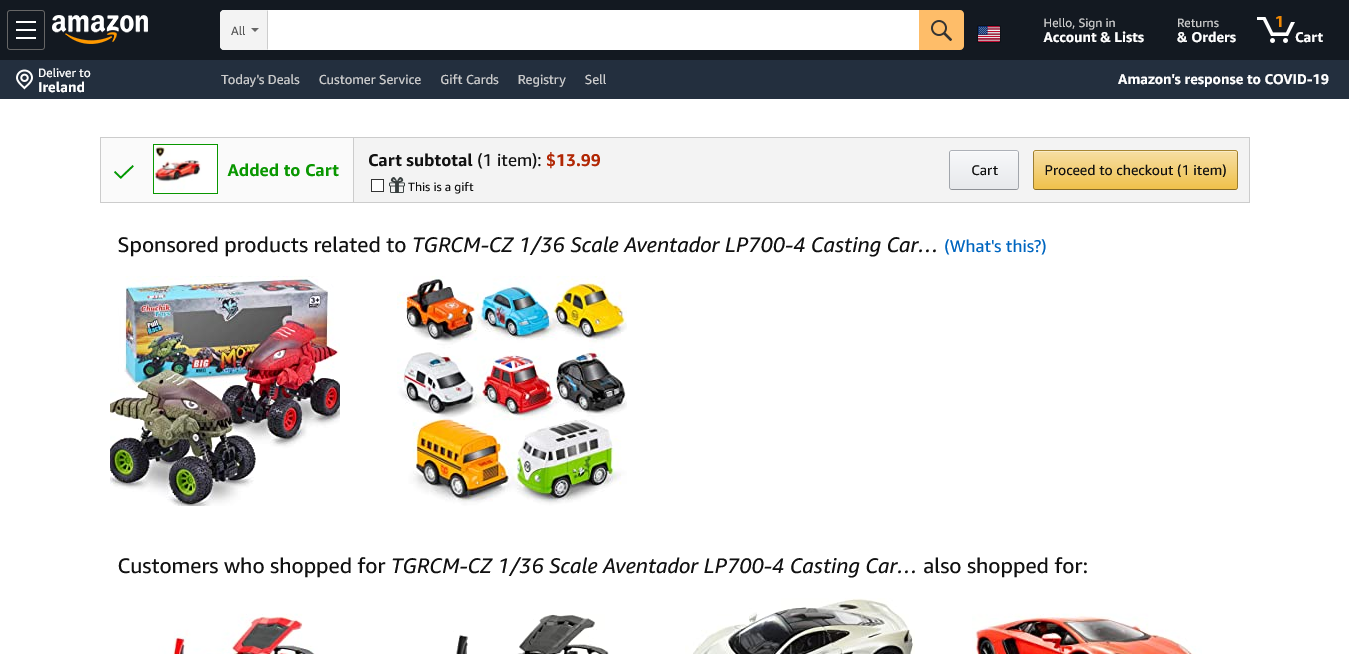 amazon
All
Hello, Sign in
Account & Lists
Returns
& Orders
1
Cart
Deliver to
Ireland
Today's Deals Customer Service Gift Cards Registry Sell
Amazon's response to COVID-19
Added to Cart
Cart subtotal (1 item): $13.99
This is a gift
Cart
Proceed to checkout (1 item)
Sponsored products related to TGRCM-CZ 1/36 Scale Aventador LP700-4 Casting Car… (What's this?)
3+
Pull
Back
BIG
Customers who shopped for TGRCM-CZ 1/36 Scale Aventador LP700-4 Casting Car… also shopped for: